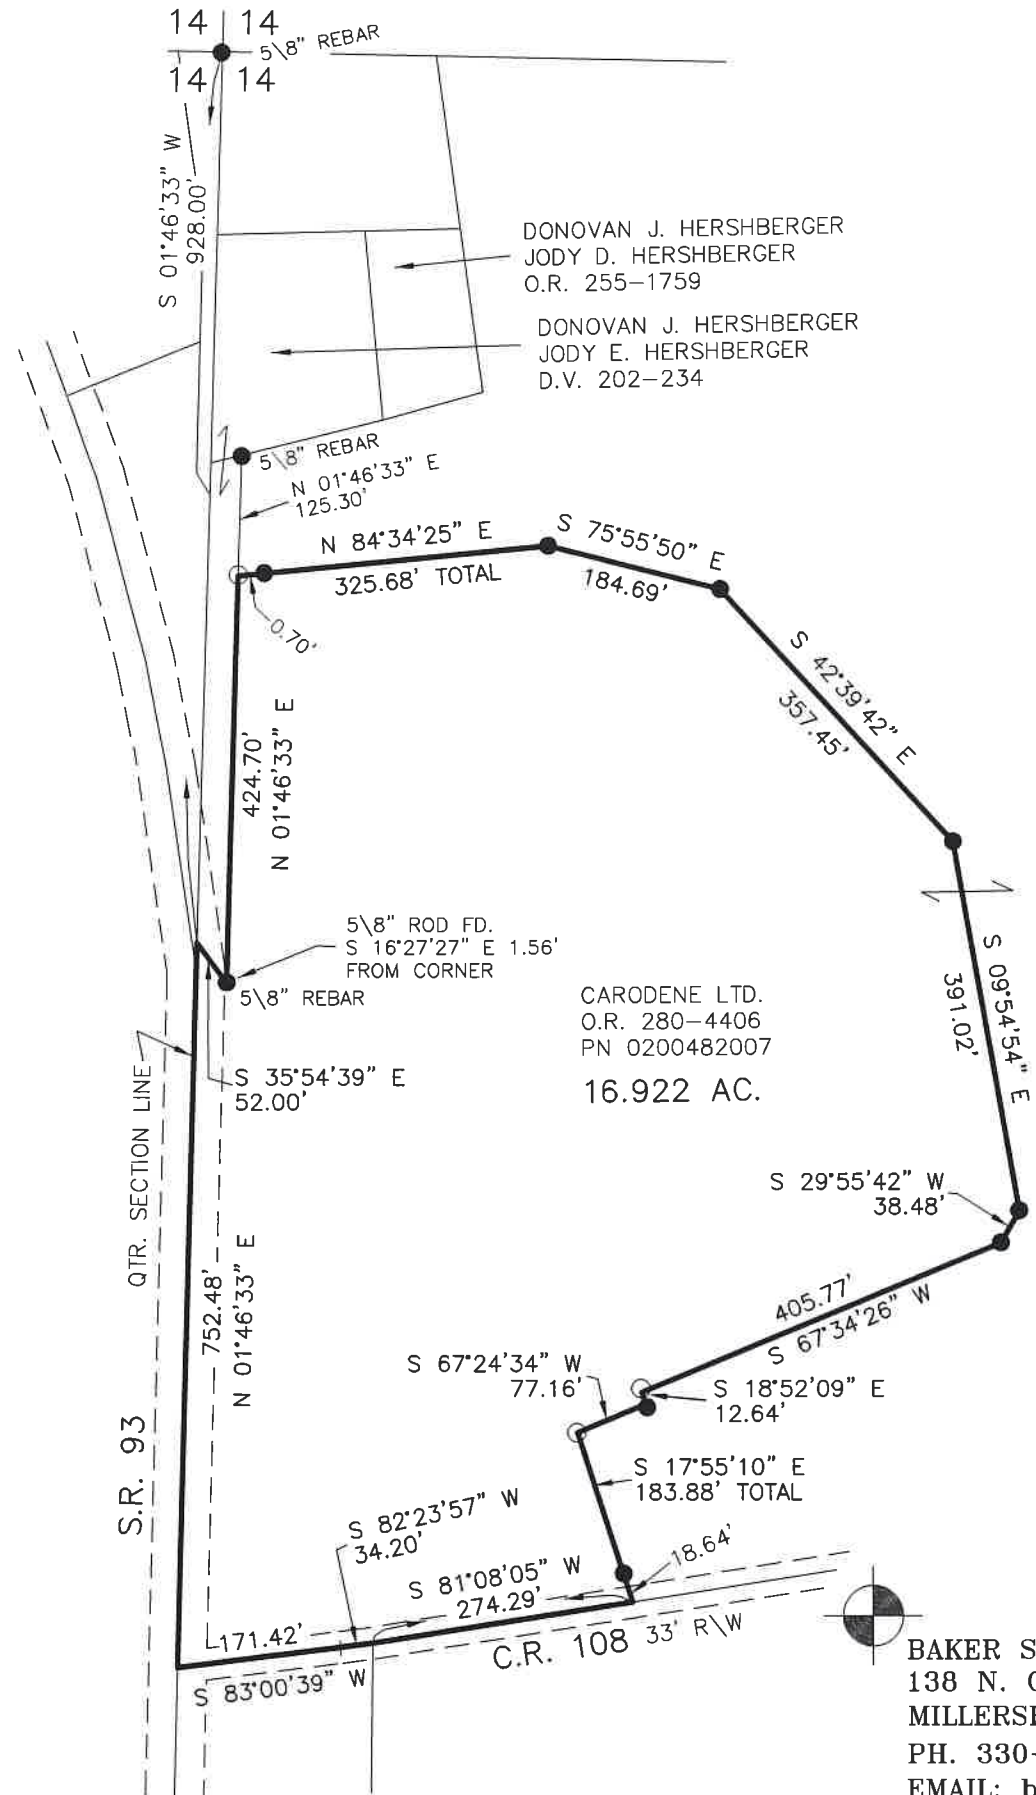 14 14
5\8" REBAR
14 14
S 01°46'33" W
928.00'
DONOVAN J. HERSHBERGER
JODY D. HERSHBERGER
O.R. 255-1759
DONOVAN J. HERSHBERGER
JODY E. HERSHBERGER
D.V. 202-234
5\8" REBAR
N 01°46'33" E
125.30'
N 84°34'25" E
325.68' TOTAL
S 75°55'50" E
184.69'
0.70'
S 42°39'42" E
357.45'
424.70'
N 01°46'33" E
5\8" ROD FD.
S 16°27'27" E 1.56'
FROM CORNER
5\8" REBAR
CARODENE LTD.
O.R. 280-4406
PN 0200482007
16.922 AC.
S 09°54'54" E
391.02'
S 35°54'39" E
52.00'
QTR. SECTION LINE
S 29°55'42" W
38.48'
752.48'
N 01°46'33" E
405.77'
S 67°34'26" W
S 67°24'34" W
77.16'
S 18°52'09" E
12.64'
S.R. 93
S 17°55'10" E
183.88' TOTAL
S 82°23'57" W
34.20'
S 81°08'05" W
274.29'
18.64'
171.42'
S 83°00'39" W
C.R. 108 33' R\W
BAKER S
138 N. C
MILLERS
PH. 330-
EMAIL: b